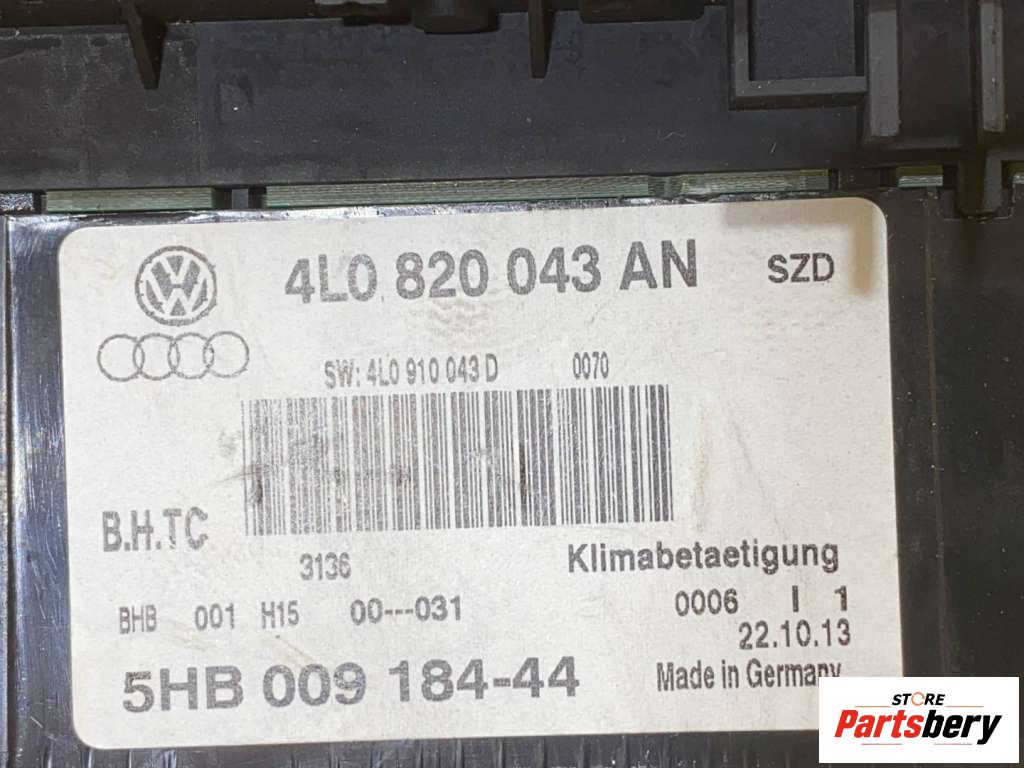 4L0 820 043 AN SZD
SW: 4L0 910 043 D 0070
B.H.TC
3136
Klimabetaetigung
BHB 001 H15 00---031
0006 I 1
22.10.13
5HB 009 184-44
Made in Germany
STORE
Partsbery